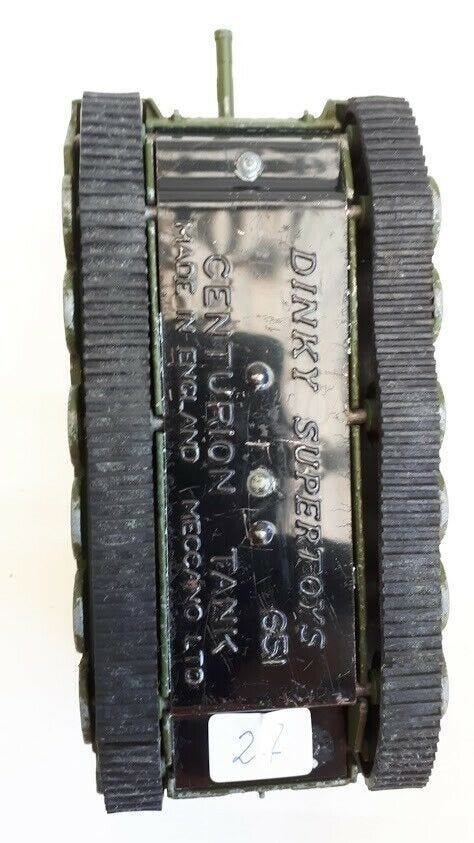 DINKY SUPERTOYS
651
CENTURION TANK
MADE IN ENGLAND MECCANO LTD
27